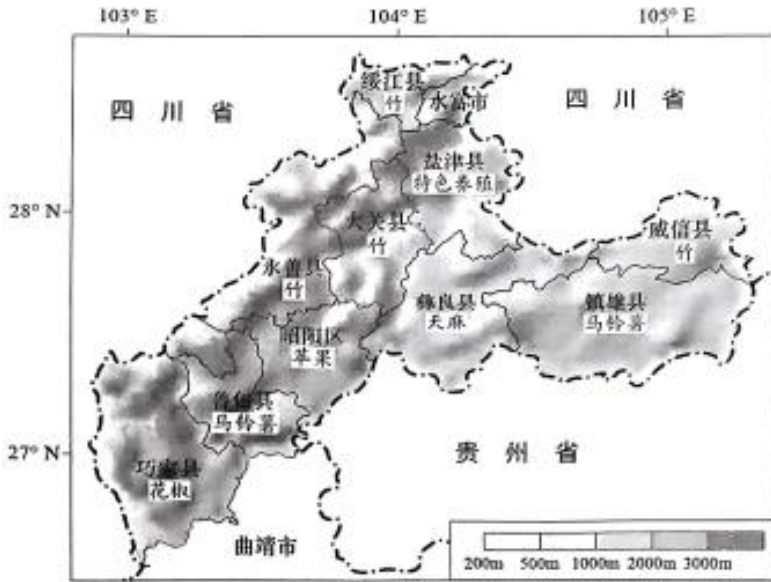 103° E
104° E
105° E
四川省
绥江县
竹
水富市
四川省
盐津县
特色养殖
28° N
大关县
竹
威信县
竹
永善县
竹
彝良县
天麻
镇雄县
马铃薯
昭阳区
苹果
鲁甸县
马铃薯
27° N
贵州省
巧家县
花椒
曲靖市
200m 500m 1000m 2000m 3000m